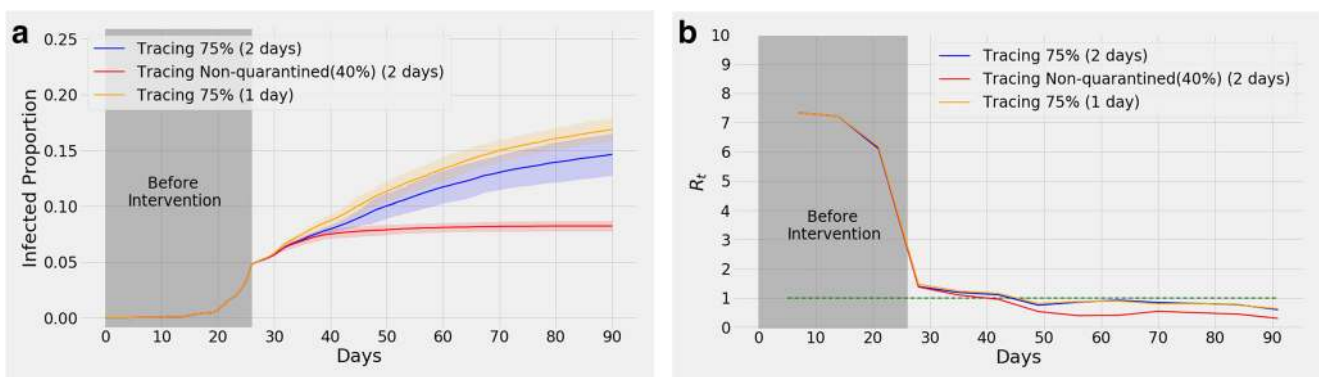 a
0.25
0.20
0.15
0.10
0.05
0.00
Infected Proportion
Tracing 75% (2 days)
Tracing Non-quarantined(40%) (2 days)
Tracing 75% (1 day)
Before
Intervention
0 10 20 30 40 50 60 70 80 90
Days
b
10
9
8
7
6
5
4
3
2
1
0
Rt
Tracing 75% (2 days)
Tracing Non-quarantined(40%) (2 days)
Tracing 75% (1 day)
Before
Intervention
0 10 20 30 40 50 60 70 80 90
Days